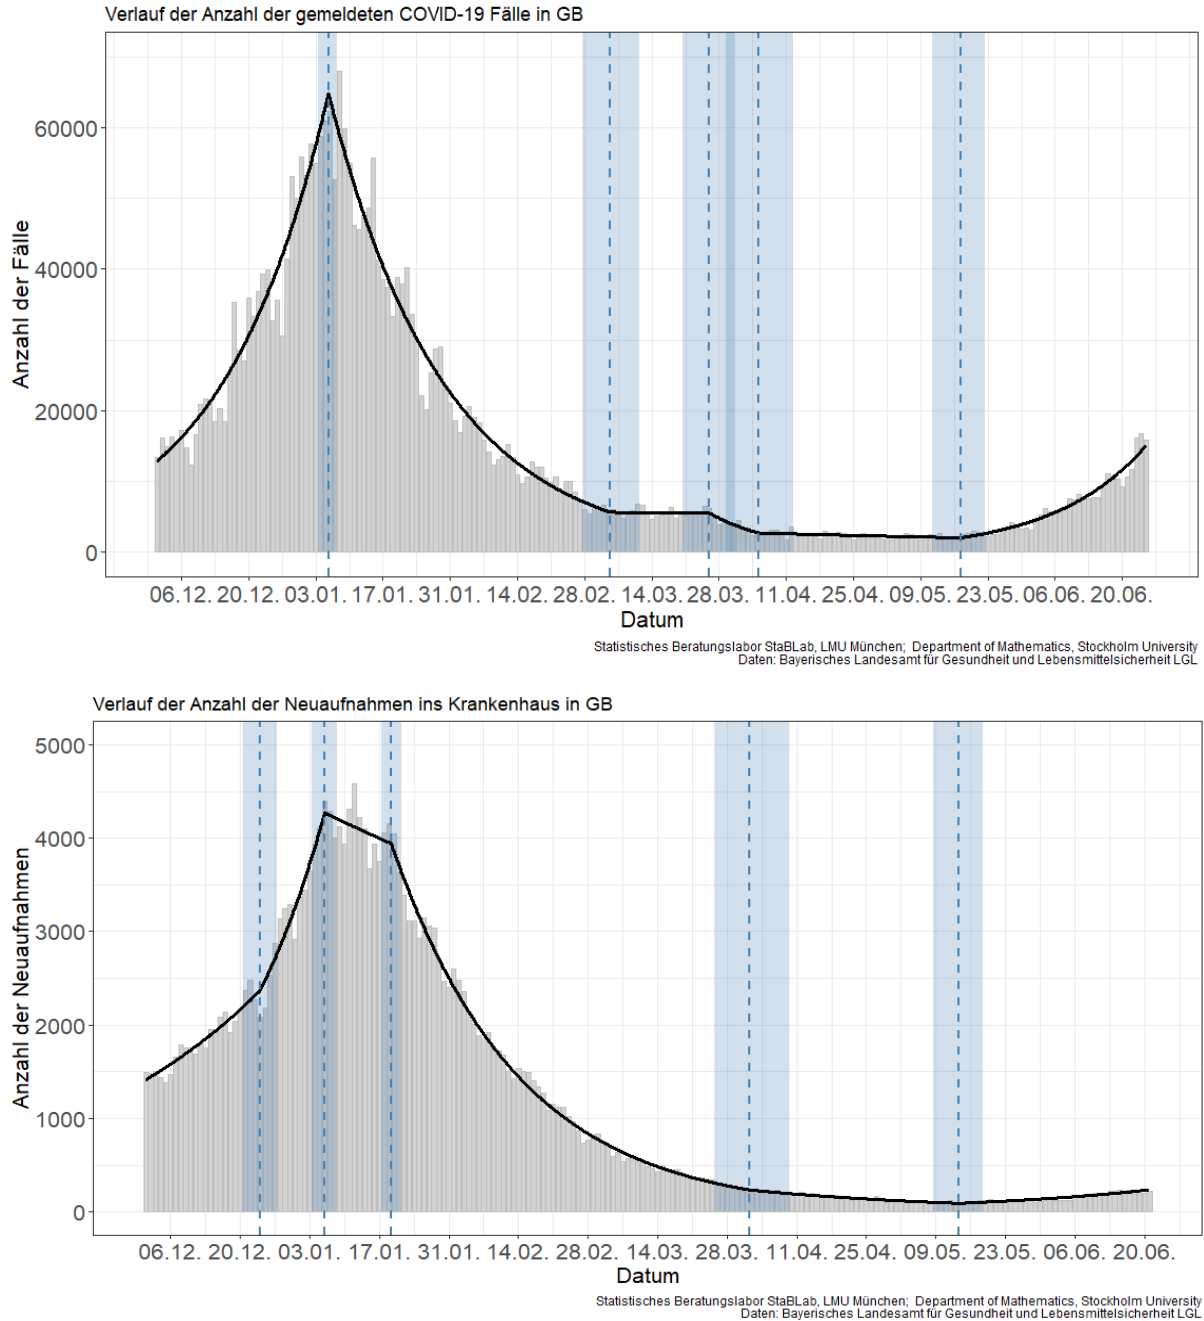 Verlauf der Anzahl der gemeldeten COVID-19 Fälle in GB
60000
40000
20000
0
Anzahl der Fälle
06.12. 20.12. 03.01. 17.01. 31.01. 14.02. 28.02. 14.03. 28.03. 11.04. 25.04. 09.05. 23.05. 06.06. 20.06.
Datum
Statistisches Beratungslabor StaBLab, LMU München; Department of Mathematics, Stockholm University
Daten: Bayerisches Landesamt für Gesundheit und Lebensmittelsicherheit LGL
Verlauf der Anzahl der Neuaufnahmen ins Krankenhaus in GB
5000
4000
3000
2000
1000
0
Anzahl der Neuaufnahmen
06.12. 20.12. 03.01. 17.01. 31.01. 14.02. 28.02. 14.03. 28.03. 11.04. 25.04. 09.05. 23.05. 06.06. 20.06.
Datum
Statistisches Beratungslabor StaBLab, LMU München; Department of Mathematics, Stockholm University
Daten: Bayerisches Landesamt für Gesundheit und Lebensmittelsicherheit LGL